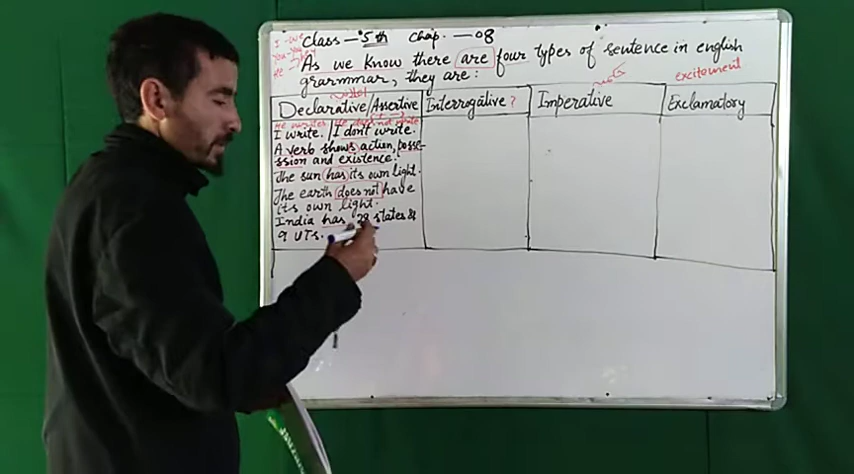 I - we
Class - 5th Chap. - 08
As we know there are four types of sentence in english
grammar, they are :
excitement
Declarative/Assertive
Interrogative ?
Imperative
Exclamatory
I write. / I don't write.
A verb shows action, posse-
ssion and existence.
The sun has its own light.
The earth does not have
its own light.
India has 28 states &
9 UTs.